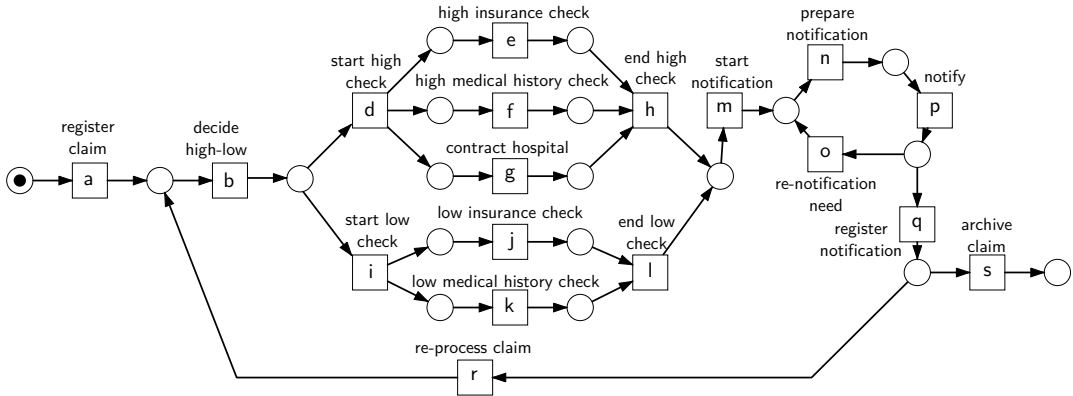 high insurance check
e
prepare
notification
n
start high
check
high medical history check
end high
check
start
notification
notify
d
f
h
m
p
register
claim
decide
high-low
contract hospital
o
a
b
g
re-notification
need
start low
check
low insurance check
end low
check
register
notification
q
archive
claim
i
j
l
s
low medical history check
k
re-process claim
r